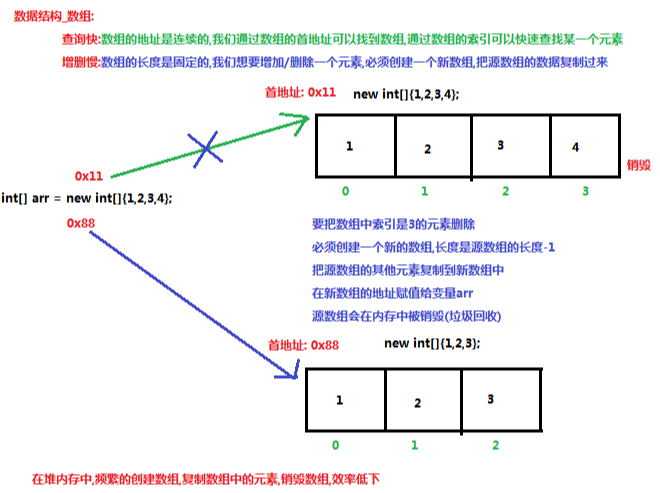 数据结构_数组:
查询快:数组的地址是连续的,我们通过数组的首地址可以找到数组,通过数组的索引可以快速查找某一个元素
增删慢:数组的长度是固定的,我们想要增加/删除一个元素,必须创建一个新数组,把源数组的数据复制过来
首地址: 0x11 new int[]{1,2,3,4};
1 2 3 4
销毁
0x11
0 1 2 3
int[] arr = new int[]{1,2,3,4};
0x88
要把数组中索引是3的元素删除
必须创建一个新的数组,长度是源数组的长度-1
把源数组的其他元素复制到新数组中
在新数组的地址赋值给变量arr
源数组会在内存中被销毁(垃圾回收)
首地址: 0x88 new int[]{1,2,3};
1 2 3
0 1 2
在堆内存中,频繁的创建数组,复制数组中的元素,销毁数组,效率低下